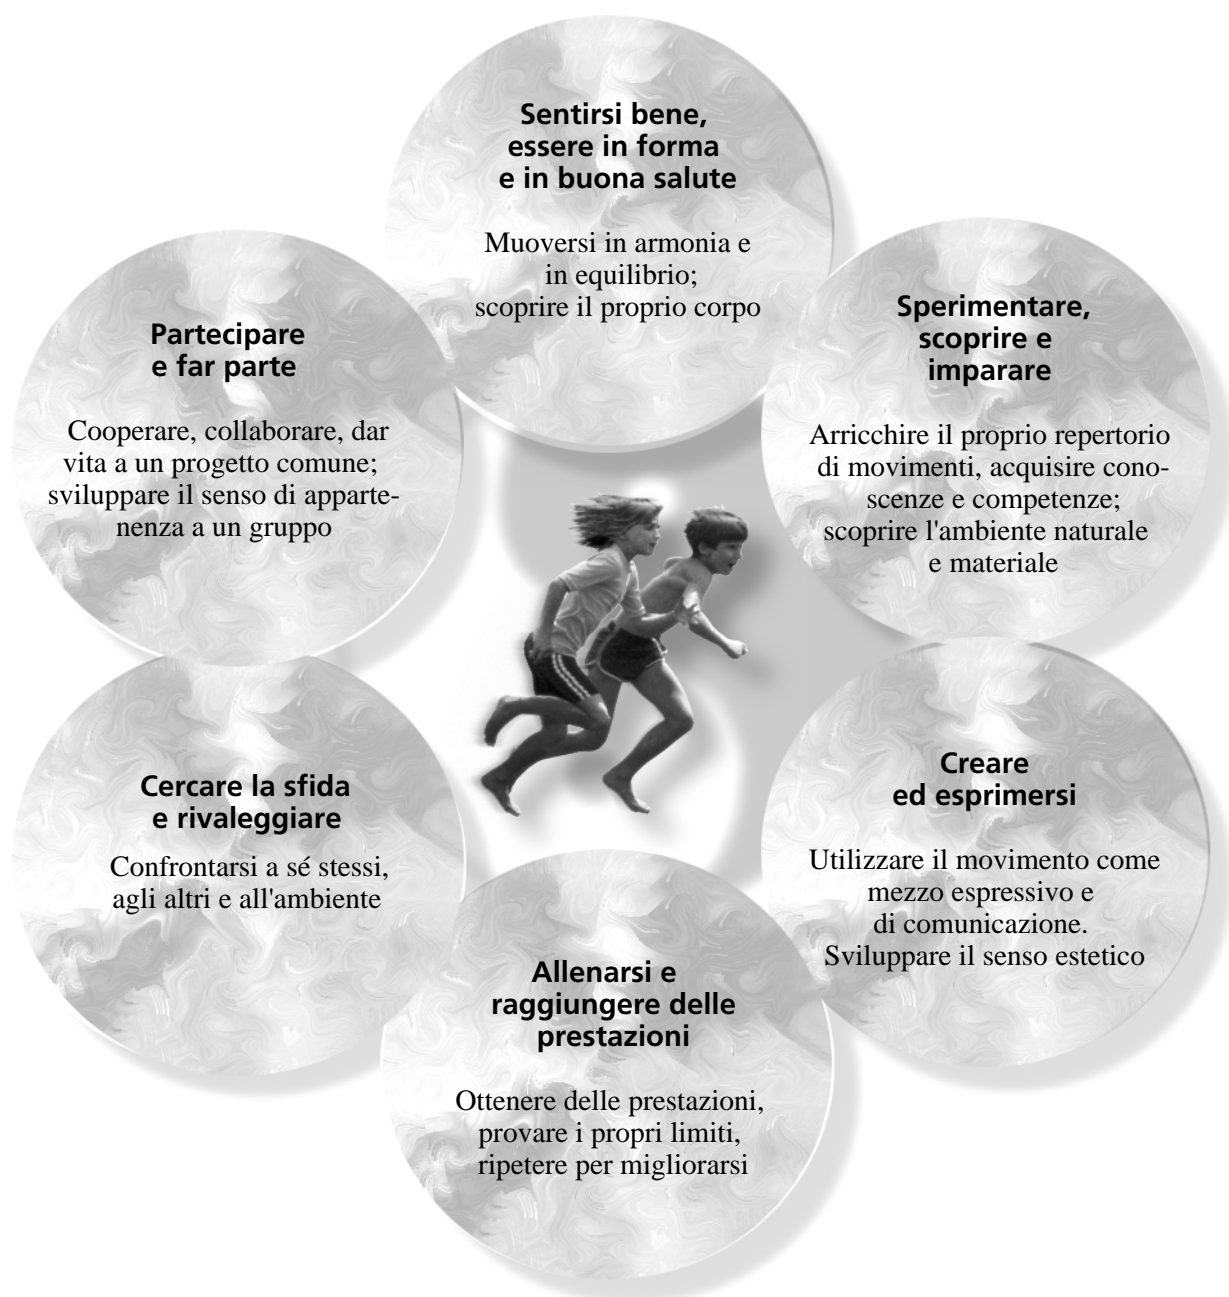 Sentirsi bene,
essere in forma
e in buona salute
Muoversi in armonia e
in equilibrio;
scoprire il proprio corpo
Sperimentare,
scoprire e
imparare
Arricchire il proprio repertorio
di movimenti, acquisire cono-
scenze e competenze;
scoprire l'ambiente naturale
e materiale
Creare
ed esprimersi
Utilizzare il movimento come
mezzo espressivo e
di comunicazione.
Sviluppare il senso estetico
Allenarsi e
raggiungere delle
prestazioni
Ottenere delle prestazioni,
provare i propri limiti,
ripetere per migliorarsi
Cercare la sfida
e rivaleggiare
Confrontarsi a sé stessi,
agli altri e all'ambiente
Partecipare
e far parte
Cooperare, collaborare, dar
vita a un progetto comune;
sviluppare il senso di apparte-
nenza a un gruppo